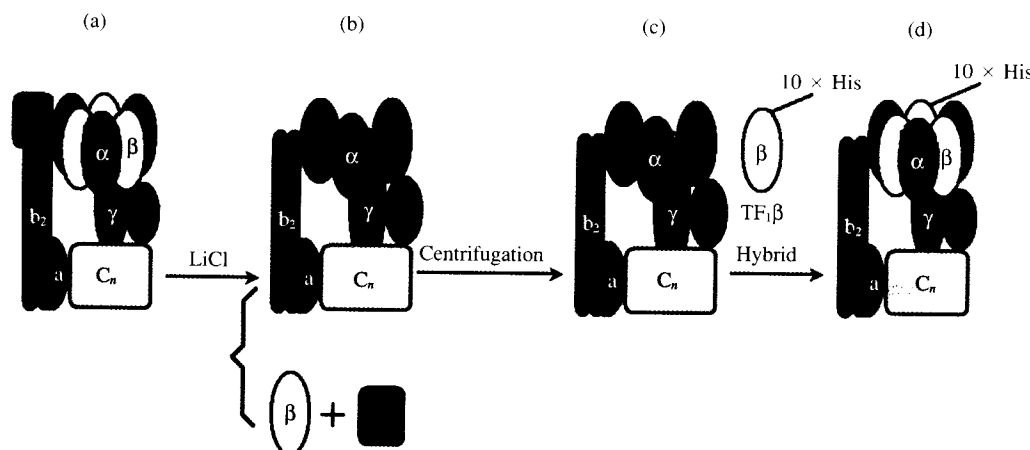 (a)
(b)
(c)
(d)
10 × His
10 × His
α
β
b₂
γ
a
Cₙ
LiCl
α
b₂
γ
a
Cₙ
Centrifugation
α
b₂
γ
a
Cₙ
β
TF₁β
Hybrid
α
β
b₂
γ
a
Cₙ
β
+